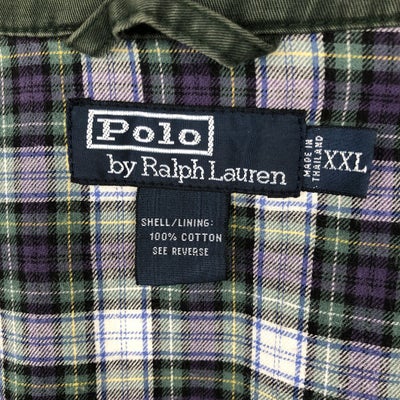 Polo
by Ralph Lauren
MADE IN
THAILAND
XXL
SHELL/LINING:
100% COTTON
SEE REVERSE